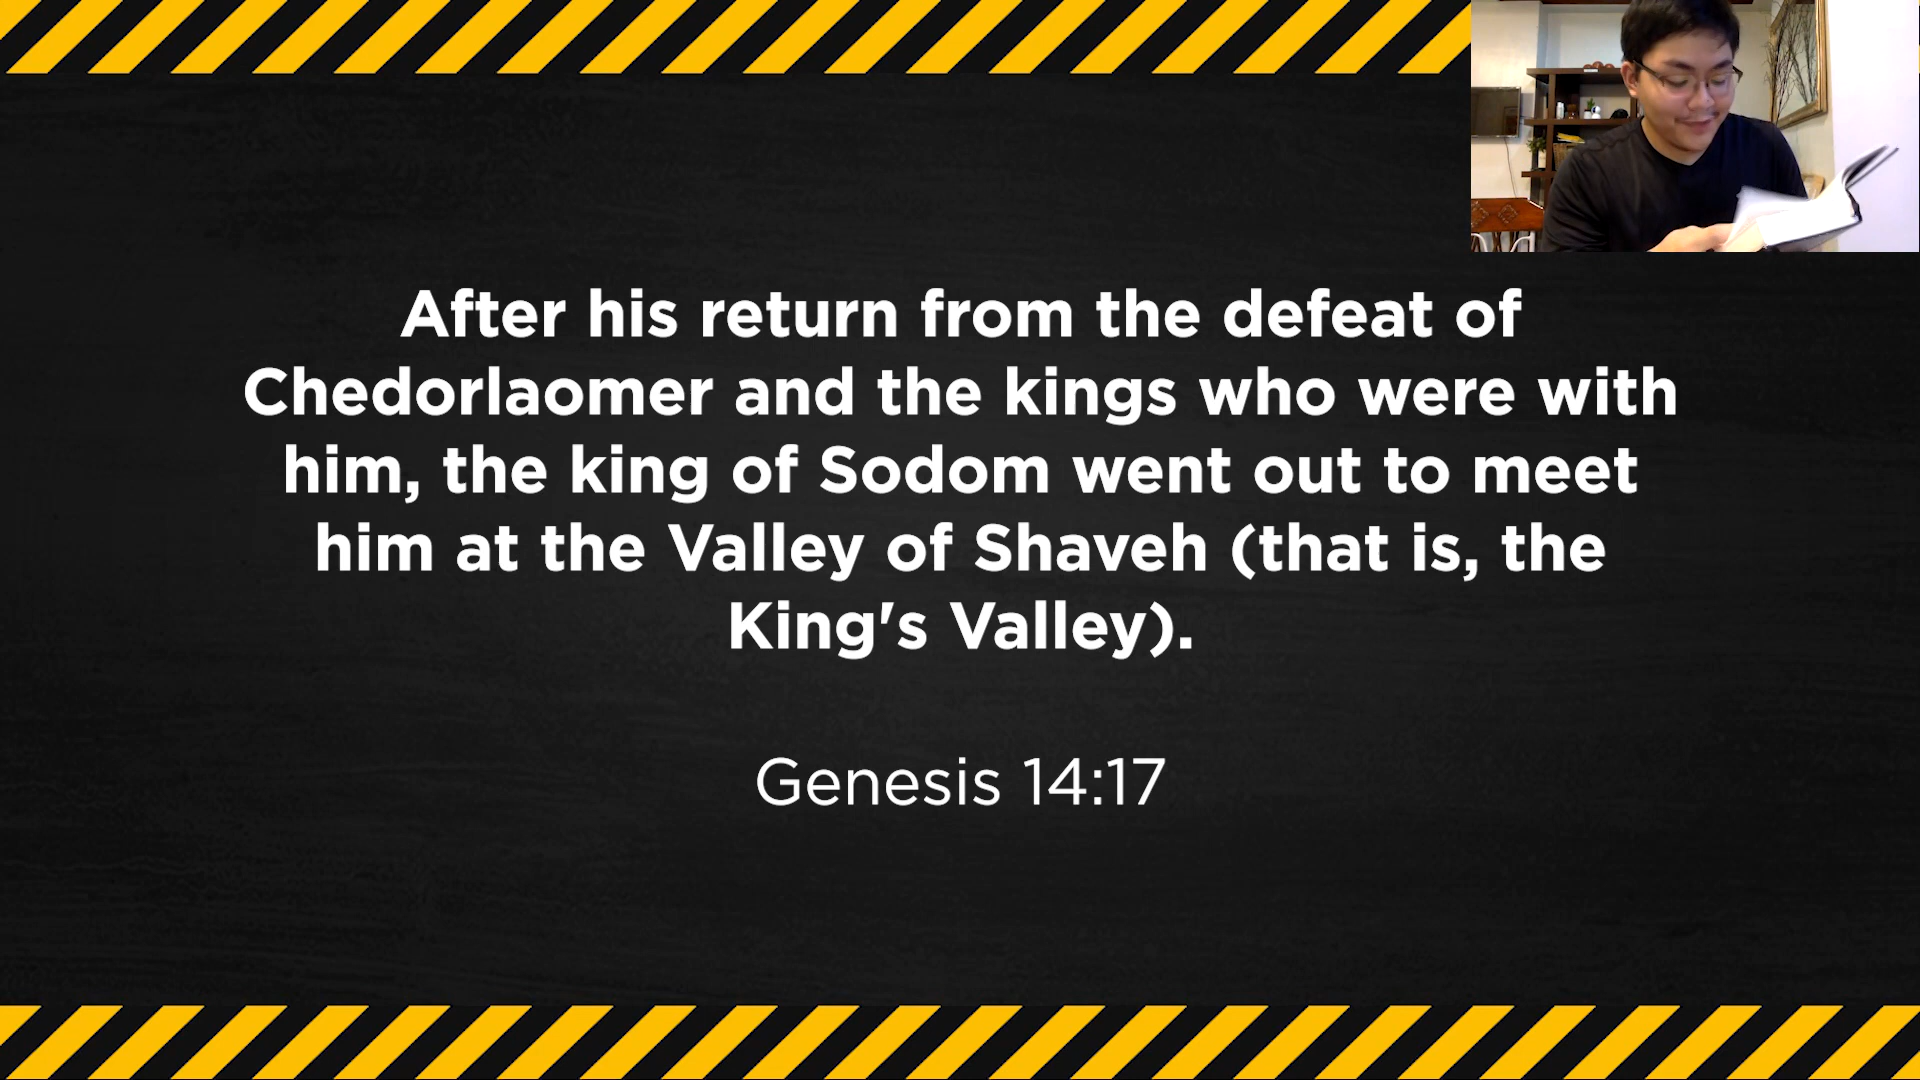 After his return from the defeat of
Chedorlaomer and the kings who were with
him, the king of Sodom went out to meet
him at the Valley of Shaveh (that is, the
King's Valley).
Genesis 14:17